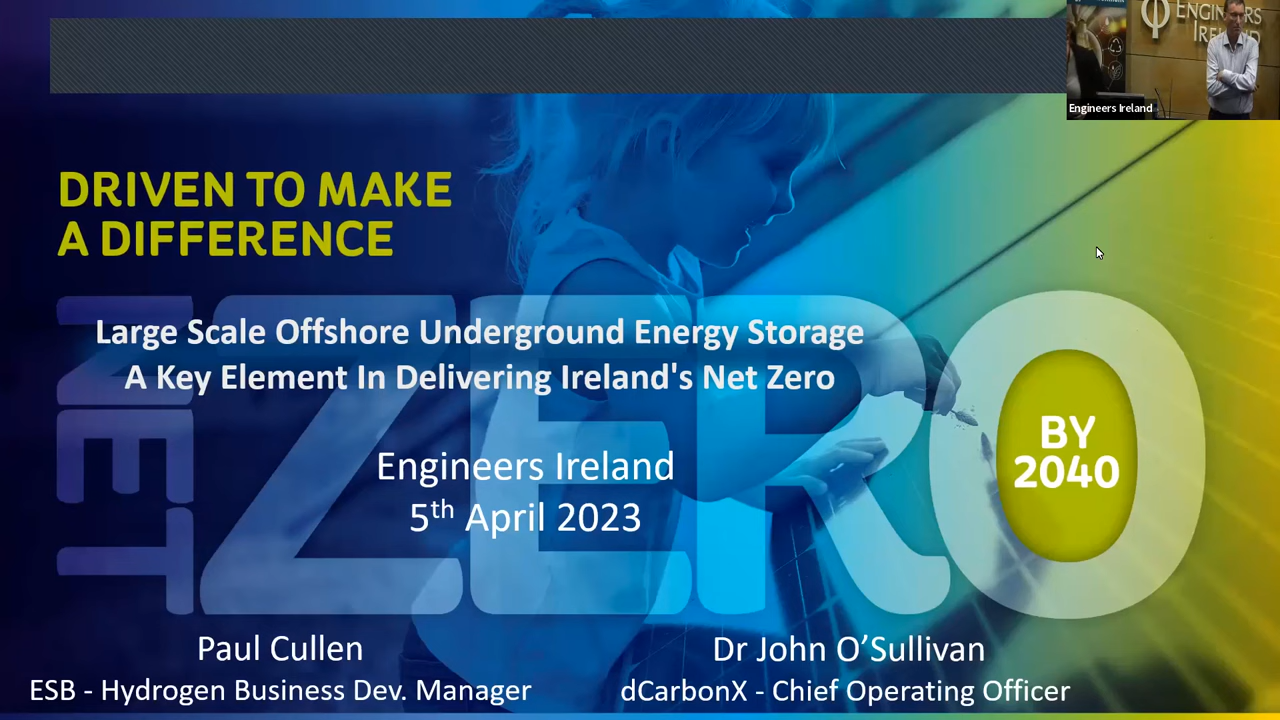 ENGINEERS
IRELAND
Engineers Ireland
DRIVEN TO MAKE
A DIFFERENCE
NET
ZERO
BY
2040
Large Scale Offshore Underground Energy Storage
A Key Element In Delivering Ireland's Net Zero
Engineers Ireland
5th April 2023
Paul Cullen
ESB - Hydrogen Business Dev. Manager
Dr John O’Sullivan
dCarbonX - Chief Operating Officer